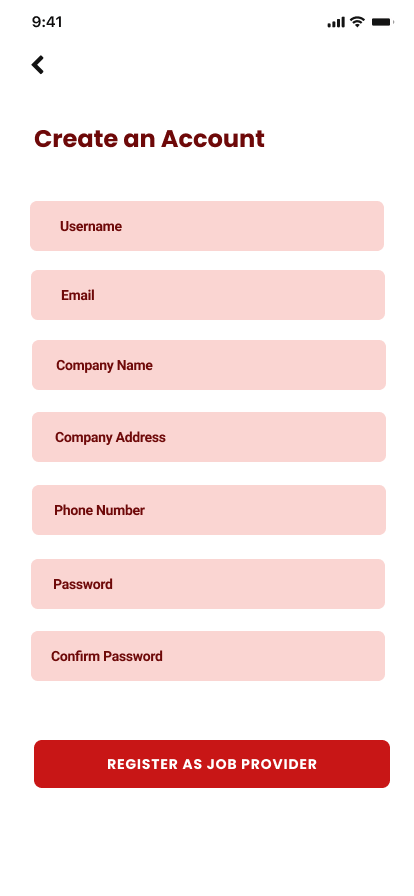 9:41
Create an Account
Username
Email
Company Name
Company Address
Phone Number
Password
Confirm Password
REGISTER AS JOB PROVIDER